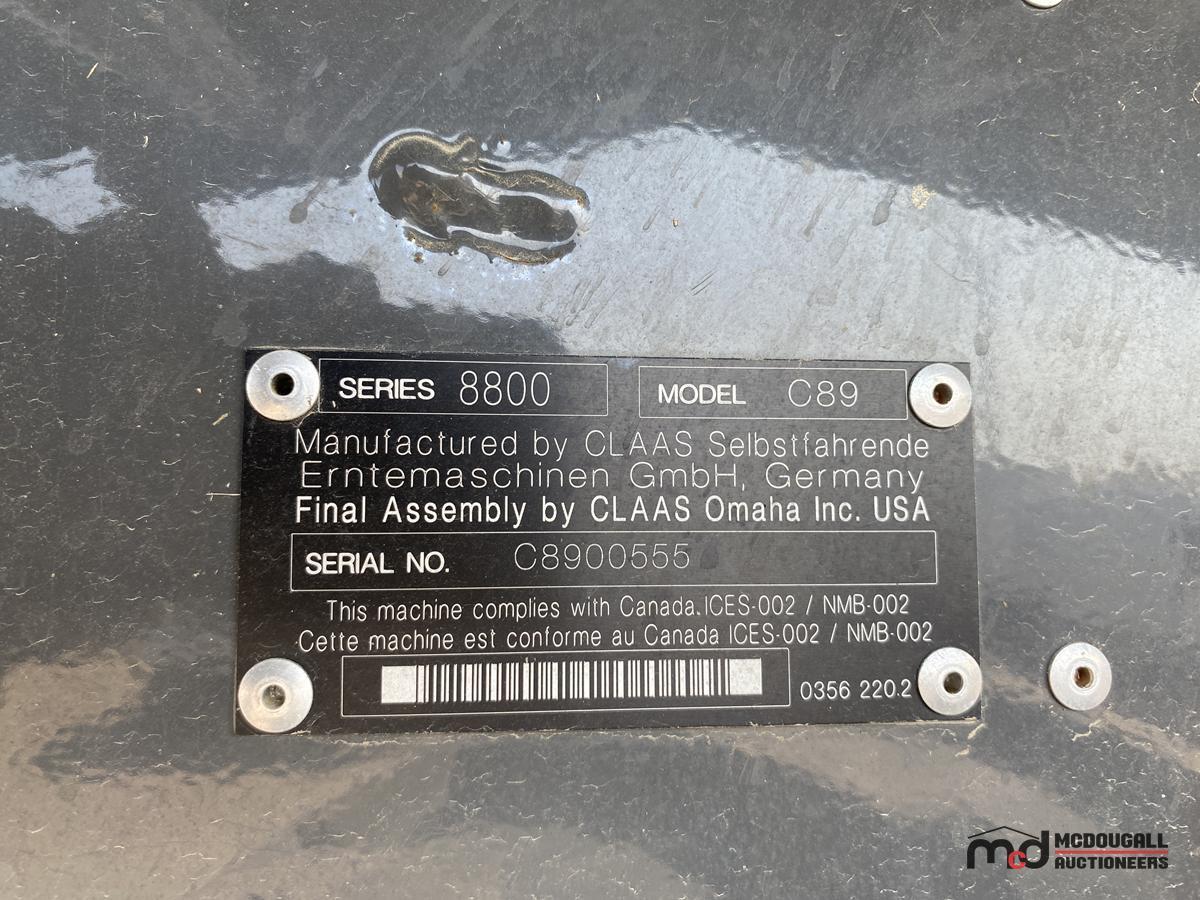 SERIES 8800 MODEL C89
Manufactured by CLAAS Selbstfahrende
Erntemaschinen GmbH, Germany
Final Assembly by CLAAS Omaha Inc. USA
SERIAL NO. C8900555
This machine complies with Canada.ICES-002 / NMB-002
Cette machine est conforme au Canada ICES-002 / NMB-002
0356 220.2
mcd MCDOUGALL
AUCTIONEERS